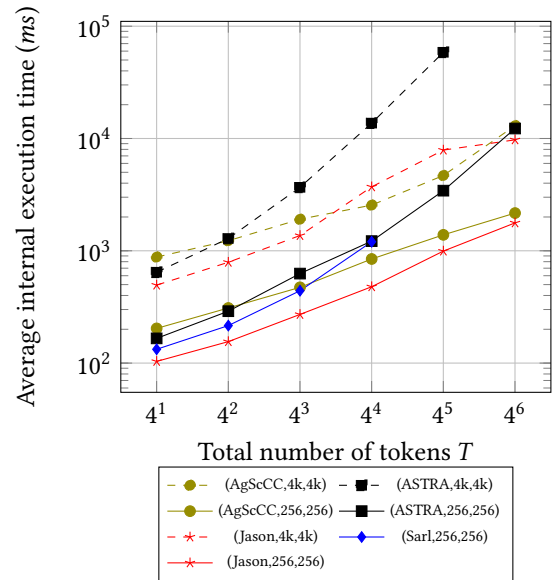 10^5
10^4
10^3
10^2
Average internal execution time (ms)
4^1 4^2 4^3 4^4 4^5 4^6
Total number of tokens T
(AgScCC,4k,4k) (ASTRA,4k,4k)
(AgScCC,256,256) (ASTRA,256,256)
(Jason,4k,4k) (Sarl,256,256)
(Jason,256,256)